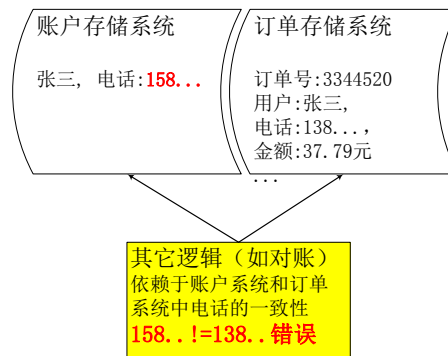 账户存储系统
张三, 电话:158...
订单存储系统
订单号:3344520
用户:张三,
电话:138...,
金额:37.79元
...
其它逻辑（如对账）
依赖于账户系统和订单
系统中电话的一致性
158..!=138..错误